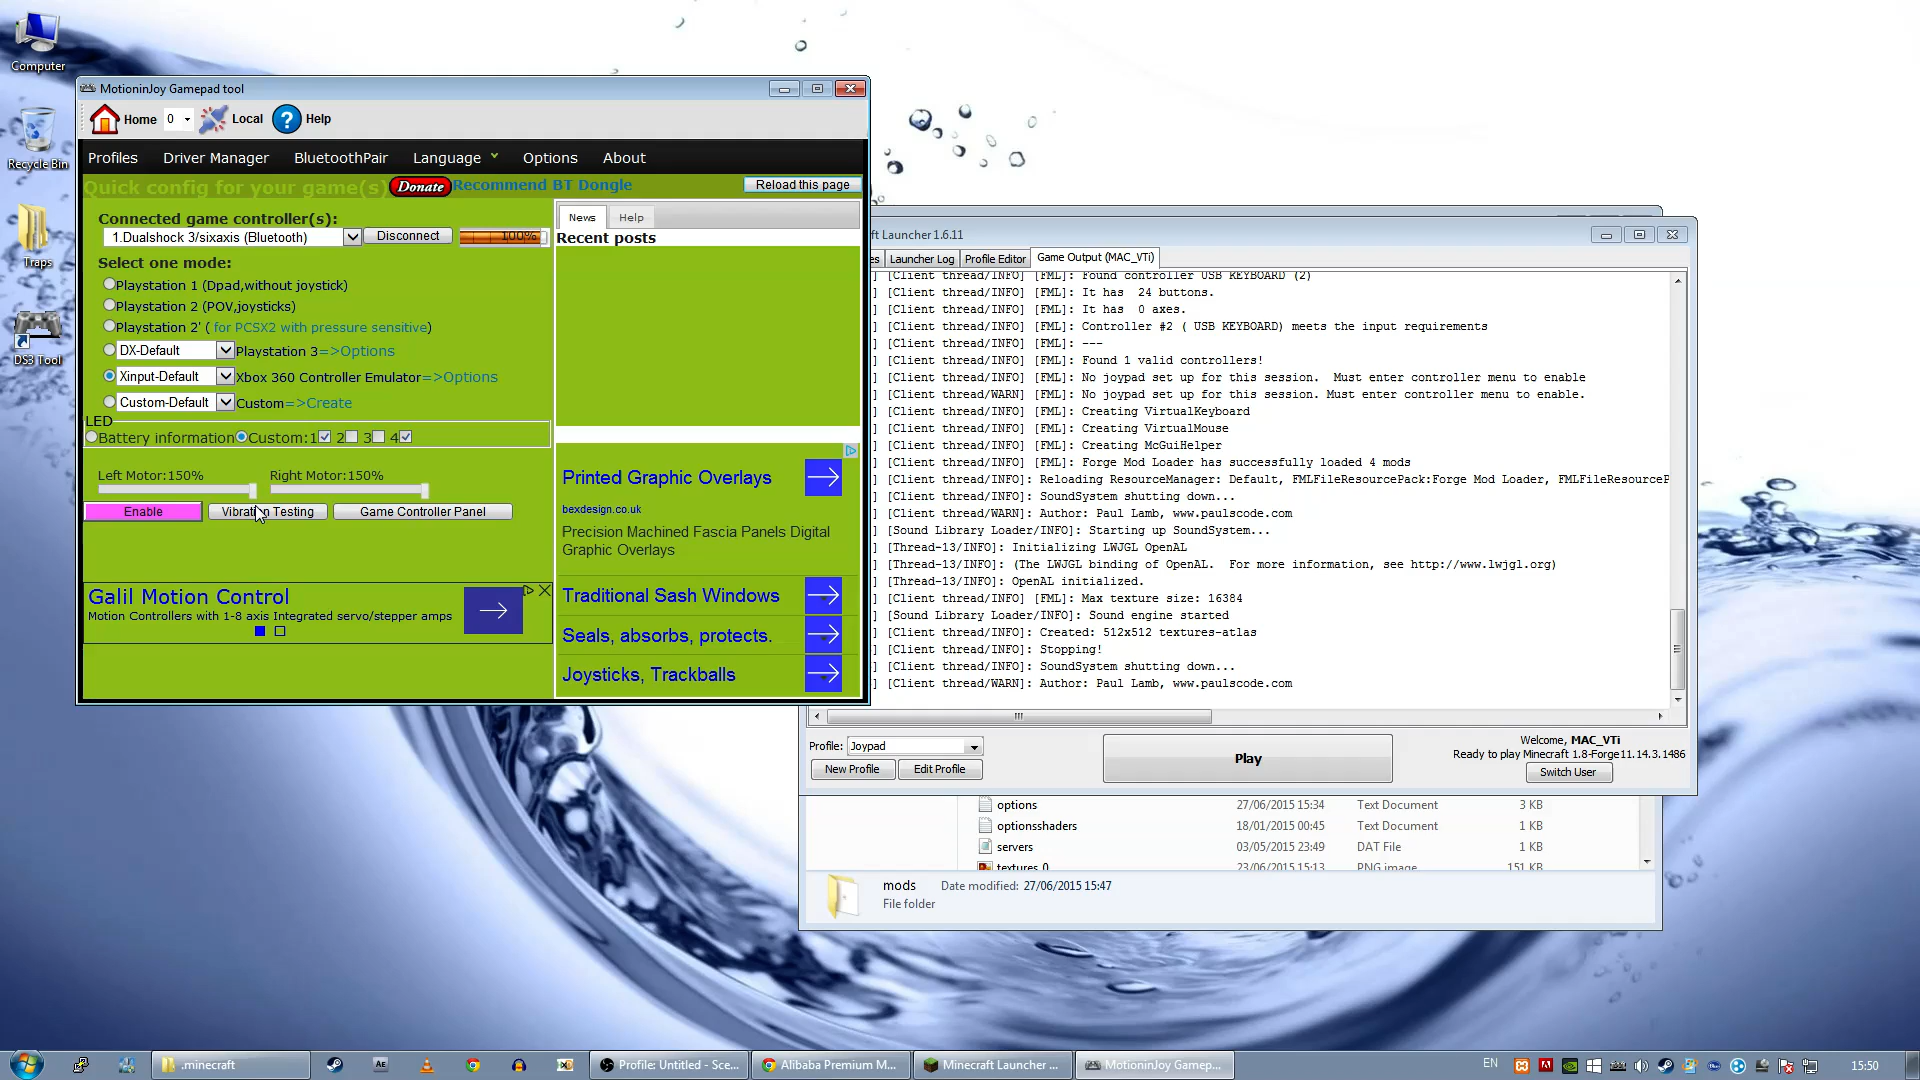 Computer
Recycle Bin
Traps
DS3 Tool
MotioninJoy Gamepad tool
Home 0 Local Help
Profiles Driver Manager BluetoothPair Language Options About
Quick config for your game(s) Donate Recommend BT Dongle Reload this page
Connected game controller(s):
1.Dualshock 3/sixaxis (Bluetooth) Disconnect 100%
Select one mode:
Playstation 1 (Dpad,without joystick)
Playstation 2 (POV,joysticks)
Playstation 2' ( for PCSX2 with pressure sensitive)
DX-Default Playstation 3=>Options
Xinput-Default Xbox 360 Controller Emulator=>Options
Custom-Default Custom=>Create
LED
Battery information Custom:1 2 3 4
Left Motor:150% Right Motor:150%
Enable Vibration Testing Game Controller Panel
Galil Motion Control
Motion Controllers with 1-8 axis Integrated servo/stepper amps
News Help
Recent posts
Printed Graphic Overlays
bexdesign.co.uk
Precision Machined Fascia Panels Digital
Graphic Overlays
Traditional Sash Windows
Seals, absorbs, protects.
Joysticks, Trackballs
ft Launcher 1.6.11
es Launcher Log Profile Editor Game Output (MAC_VTi)
] [Client thread/INFO] [FML]: Found controller USB KEYBOARD (2)
] [Client thread/INFO] [FML]: It has 24 buttons.
] [Client thread/INFO] [FML]: It has 0 axes.
] [Client thread/INFO] [FML]: Controller #2 ( USB KEYBOARD) meets the input requirements
] [Client thread/INFO] [FML]: ---
] [Client thread/INFO] [FML]: Found 1 valid controllers!
] [Client thread/INFO] [FML]: No joypad set up for this session. Must enter controller menu to enable
] [Client thread/WARN] [FML]: No joypad set up for this session. Must enter controller menu to enable.
] [Client thread/INFO] [FML]: Creating VirtualKeyboard
] [Client thread/INFO] [FML]: Creating VirtualMouse
] [Client thread/INFO] [FML]: Creating McGuiHelper
] [Client thread/INFO] [FML]: Forge Mod Loader has successfully loaded 4 mods
] [Client thread/INFO]: Reloading ResourceManager: Default, FMLFileResourcePack:Forge Mod Loader, FMLFileResourceP
] [Client thread/INFO]: SoundSystem shutting down...
] [Client thread/WARN]: Author: Paul Lamb, www.paulscode.com
] [Sound Library Loader/INFO]: Starting up SoundSystem...
] [Thread-13/INFO]: Initializing LWJGL OpenAL
] [Thread-13/INFO]: (The LWJGL binding of OpenAL. For more information, see http://www.lwjgl.org)
] [Thread-13/INFO]: OpenAL initialized.
] [Client thread/INFO] [FML]: Max texture size: 16384
] [Sound Library Loader/INFO]: Sound engine started
] [Client thread/INFO]: Created: 512x512 textures-atlas
] [Client thread/INFO]: Stopping!
] [Client thread/INFO]: SoundSystem shutting down...
] [Client thread/WARN]: Author: Paul Lamb, www.paulscode.com
Profile: Joypad
New Profile Edit Profile
Play
Welcome, MAC_VTi
Ready to play Minecraft 1.8-Forge11.14.3.1486
Switch User
options 27/06/2015 15:34 Text Document 3 KB
optionsshaders 18/01/2015 00:45 Text Document 1 KB
servers 03/05/2015 23:49 DAT File 1 KB
textures_0 23/06/2015 15:13 PNG image 151 KB
mods Date modified: 27/06/2015 15:47
File folder
.minecraft Profile: Untitled - Sce... Alibaba Premium M... Minecraft Launcher ... MotioninJoy Gamep... EN 15:50